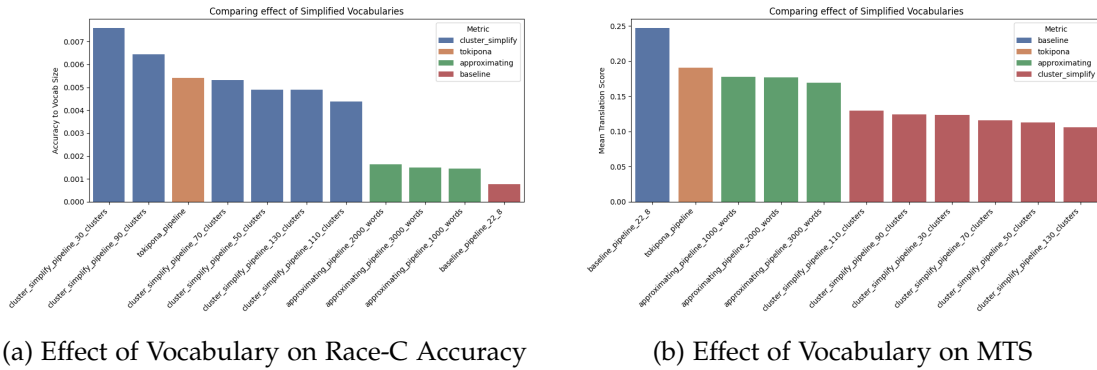 Comparing effect of Simplified Vocabularies
Metric
cluster_simplify
tokipona
approximating
baseline
Accuracy to Vocab Size
0.007
0.006
0.005
0.004
0.003
0.002
0.001
0.000
cluster_simplify_pipeline_30_clusters
cluster_simplify_pipeline_90_clusters
tokipona_pipeline
cluster_simplify_pipeline_70_clusters
cluster_simplify_pipeline_50_clusters
cluster_simplify_pipeline_130_clusters
cluster_simplify_pipeline_110_clusters
approximating_pipeline_2000_words
approximating_pipeline_3000_words
approximating_pipeline_1000_words
baseline_pipeline_22_8
(a) Effect of Vocabulary on Race-C Accuracy
Comparing effect of Simplified Vocabularies
Metric
baseline
tokipona
approximating
cluster_simplify
Mean Translation Score
0.25
0.20
0.15
0.10
0.05
0.00
baseline_pipeline_22_8
tokipona_pipeline
approximating_pipeline_1000_words
approximating_pipeline_2000_words
approximating_pipeline_3000_words
cluster_simplify_pipeline_110_clusters
cluster_simplify_pipeline_90_clusters
cluster_simplify_pipeline_30_clusters
cluster_simplify_pipeline_70_clusters
cluster_simplify_pipeline_50_clusters
cluster_simplify_pipeline_130_clusters
(b) Effect of Vocabulary on MTS